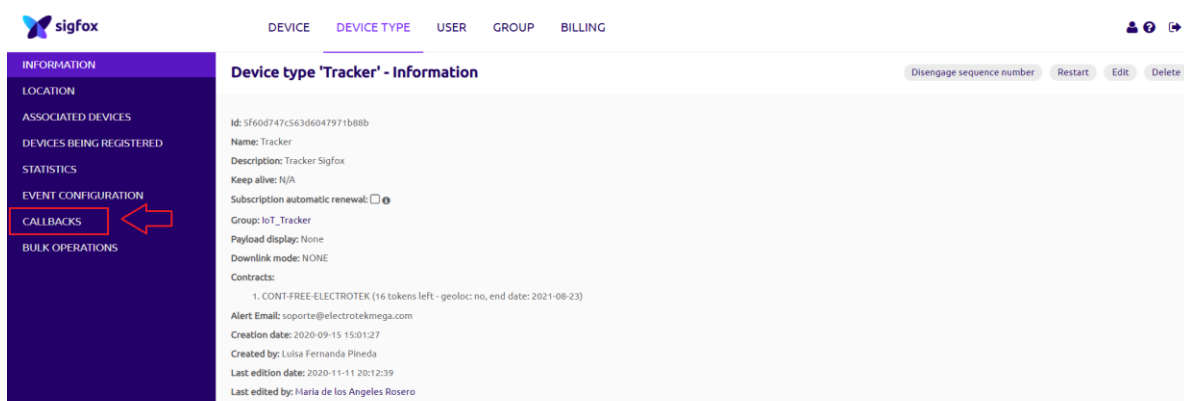 sigfox
DEVICE DEVICE TYPE USER GROUP BILLING
INFORMATION
LOCATION
ASSOCIATED DEVICES
DEVICES BEING REGISTERED
STATISTICS
EVENT CONFIGURATION
CALLBACKS
BULK OPERATIONS
Device type 'Tracker' - Information
Disengage sequence number Restart Edit Delete
Id: 5f60d747c563d6047971b88b
Name: Tracker
Description: Tracker Sigfox
Keep alive: N/A
Subscription automatic renewal:
Group: IoT_Tracker
Payload display: None
Downlink mode: NONE
Contracts:
1. CONT-FREE-ELECTROTEK (16 tokens left - geoloc: no, end date: 2021-08-23)
Alert Email: soporte@electrotekmega.com
Creation date: 2020-09-15 15:01:27
Created by: Luisa Fernanda Pineda
Last edition date: 2020-11-11 20:12:39
Last edited by: Maria de los Angeles Rosero